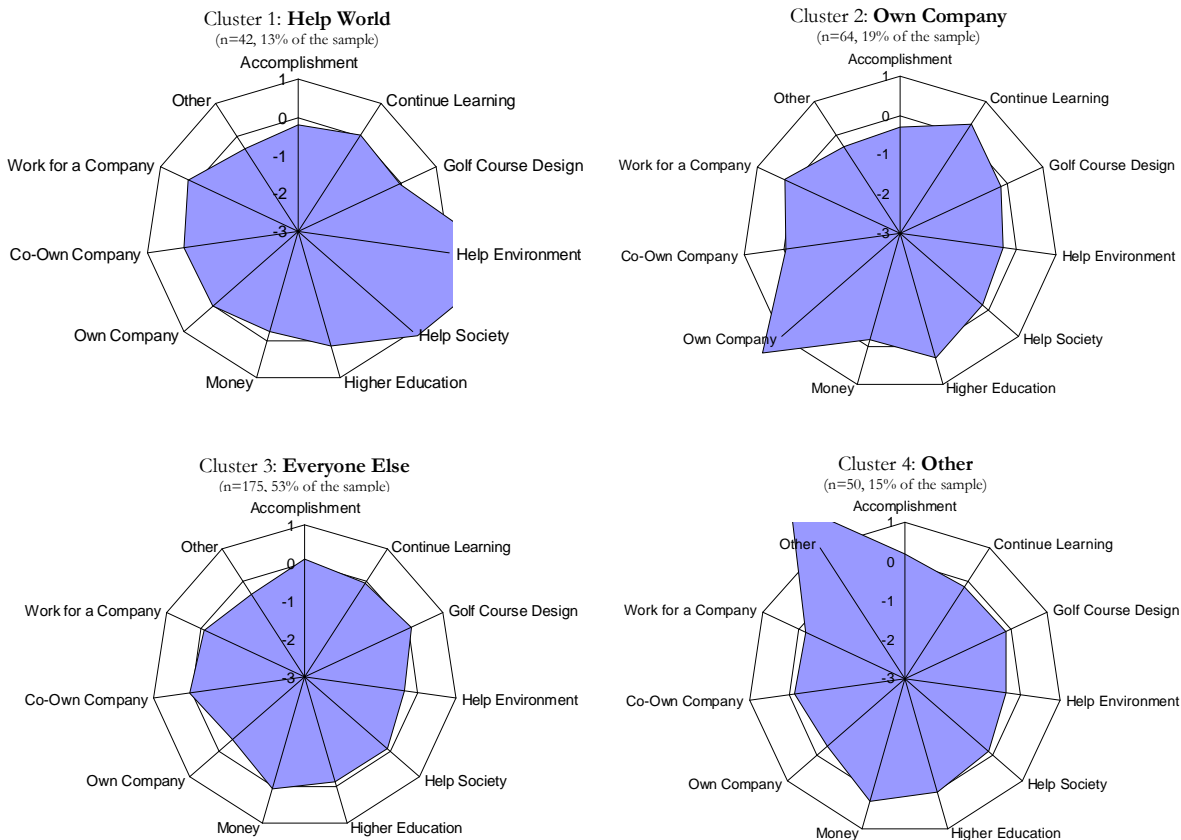 Cluster 1: Help World
(n=42, 13% of the sample)
Accomplishment
1
Other
Continue Learning
0
Work for a Company
Golf Course Design
-1
-2
Co-Own Company
-3
Help Environment
Own Company
Help Society
Money
Higher Education
Cluster 2: Own Company
(n=64, 19% of the sample)
Accomplishment
1
Other
Continue Learning
0
Work for a Company
Golf Course Design
-1
-2
Co-Own Company
-3
Help Environment
Own Company
Help Society
Money
Higher Education
Cluster 3: Everyone Else
(n=175, 53% of the sample)
Accomplishment
1
Other
Continue Learning
0
Work for a Company
Golf Course Design
-1
-2
Co-Own Company
-3
Help Environment
Own Company
Help Society
Money
Higher Education
Cluster 4: Other
(n=50, 15% of the sample)
Accomplishment
1
Other
Continue Learning
0
Work for a Company
Golf Course Design
-1
-2
Co-Own Company
-3
Help Environment
Own Company
Help Society
Money
Higher Education